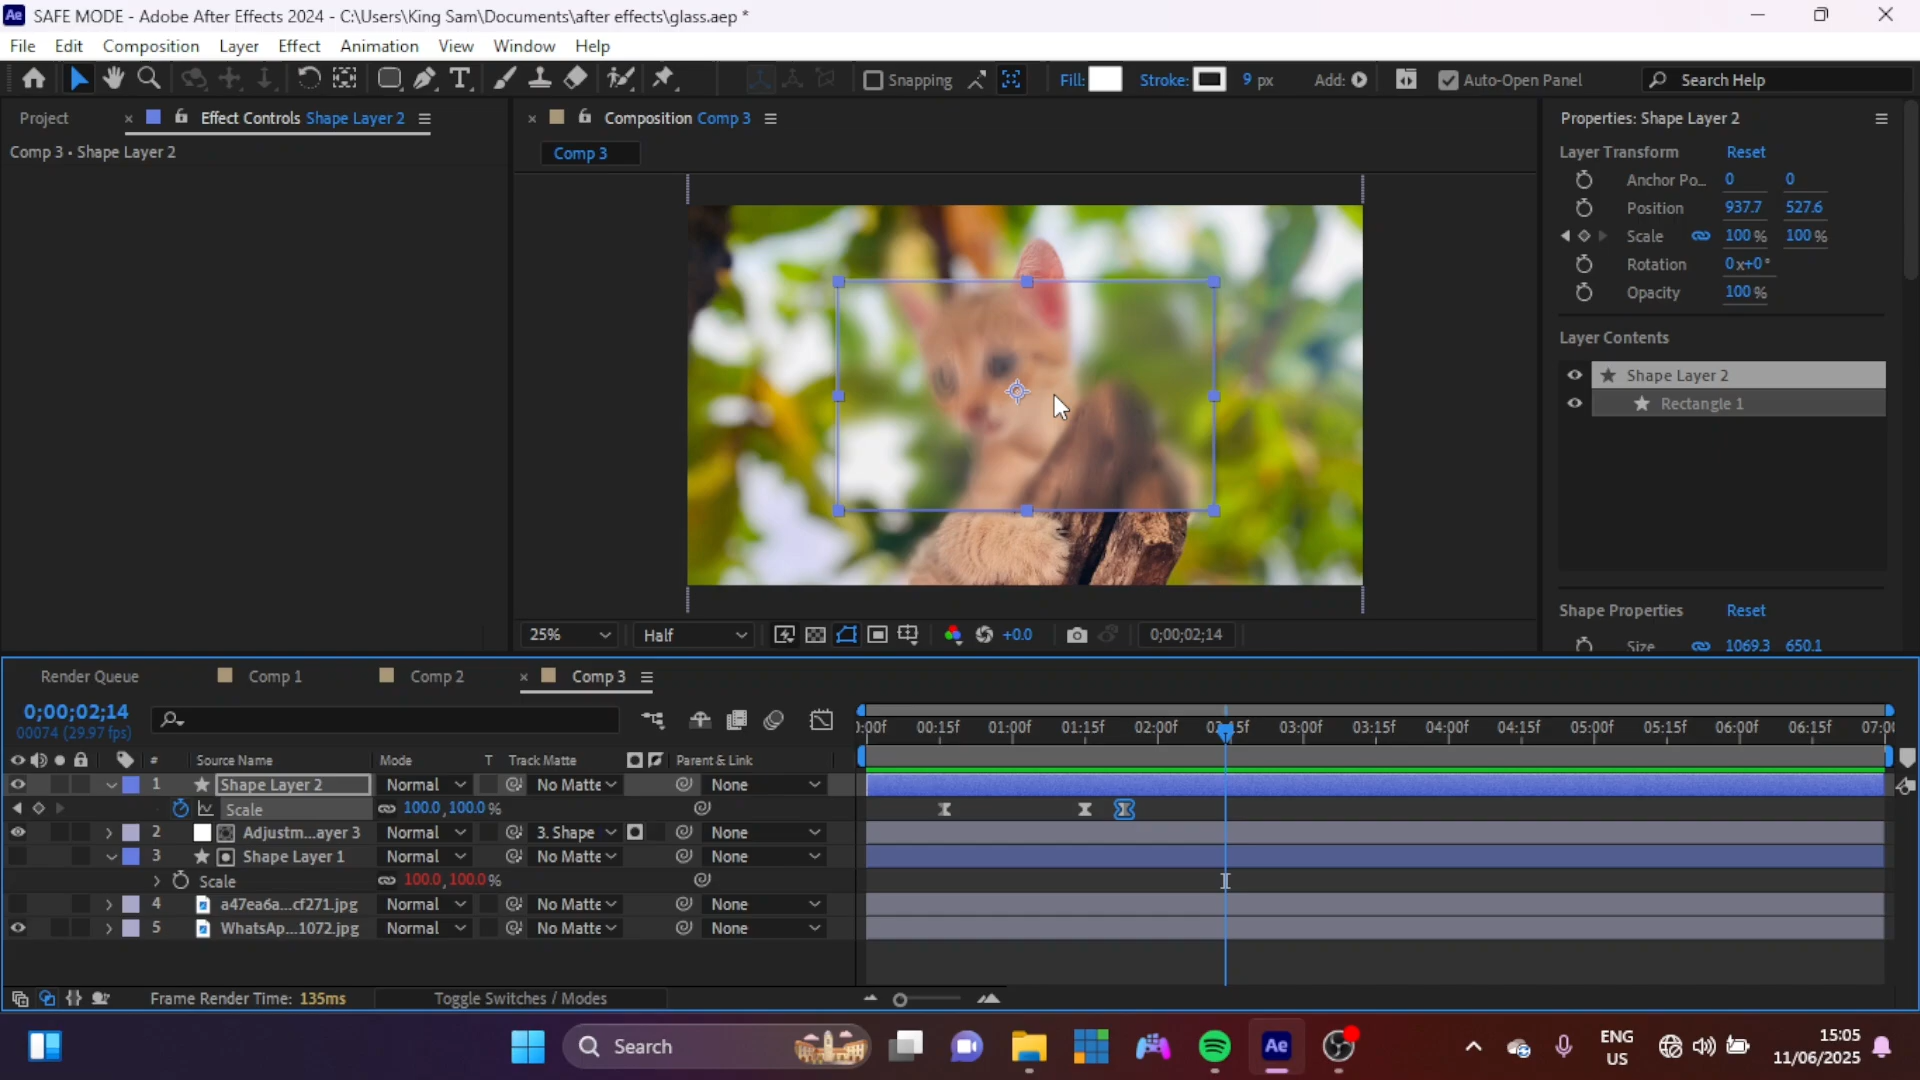 SAFE MODE - Adobe After Effects 2024 - C:\Users\King Sam\Documents\after effects\glass.aep *
File Edit Composition Layer Effect Animation View Window Help
Snapping Fill: Stroke: 9 px Add: Auto-Open Panel Search Help
Project Effect Controls Shape Layer 2
Composition Comp 3
Properties: Shape Layer 2
Comp 3 • Shape Layer 2
Comp 3
Layer Transform Reset
Anchor Po... 0 0
Position 937.7 527.6
Scale 100 % 100 %
Rotation 0x+0°
Opacity 100 %
Layer Contents
Shape Layer 2
Rectangle 1
Shape Properties Reset
Size 1069.3 650.1
25% Half +0.0 0;00;02;14
Render Queue Comp 1 Comp 2 Comp 3
0;00;02;14
00074 (29.97 fps)
):00f 00:15f 01:00f 01:15f 02:00f 02:15f 03:00f 03:15f 04:00f 04:15f 05:00f 05:15f 06:00f 06:15f 07:0(
# Source Name Mode T Track Matte Parent & Link
1 Shape Layer 2 Normal No Matte None
Scale 100.0, 100.0 %
2 Adjustm...ayer 3 Normal 3. Shape None
3 Shape Layer 1 Normal No Matte None
Scale 100.0, 100.0 %
4 a47ea6a...cf271.jpg Normal No Matte None
5 WhatsAp...1072.jpg Normal No Matte None
Frame Render Time: 135ms Toggle Switches / Modes
Search
ENG
US
15:05
11/06/2025